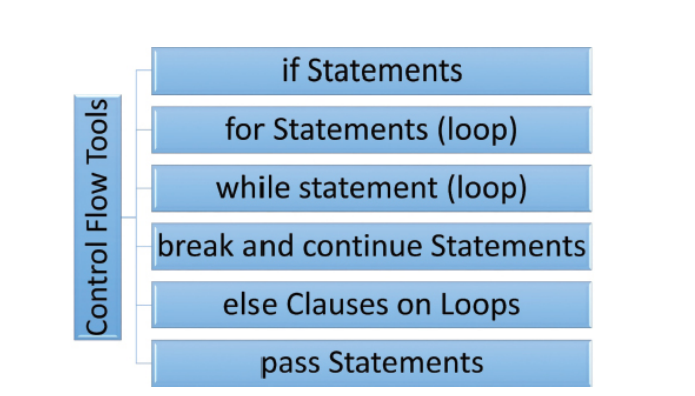 Control Flow Tools
if Statements
for Statements (loop)
while statement (loop)
break and continue Statements
else Clauses on Loops
pass Statements